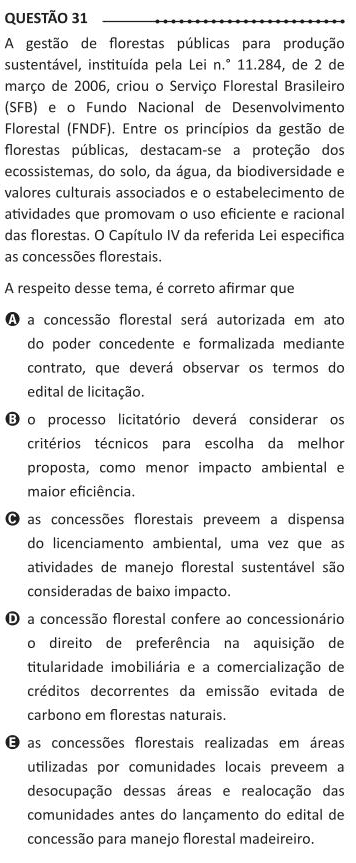 QUESTÃO 31
A gestão de florestas públicas para produção
sustentável, instituída pela Lei n.° 11.284, de 2 de
março de 2006, criou o Serviço Florestal Brasileiro
(SFB) e o Fundo Nacional de Desenvolvimento
Florestal (FNDF). Entre os princípios da gestão de
florestas públicas, destacam-se a proteção dos
ecossistemas, do solo, da água, da biodiversidade e
valores culturais associados e o estabelecimento de
atividades que promovam o uso eficiente e racional
das florestas. O Capítulo IV da referida Lei especifica
as concessões florestais.
A respeito desse tema, é correto afirmar que
A a concessão florestal será autorizada em ato
do poder concedente e formalizada mediante
contrato, que deverá observar os termos do
edital de licitação.
B o processo licitatório deverá considerar os
critérios técnicos para escolha da melhor
proposta, como menor impacto ambiental e
maior eficiência.
C as concessões florestais preveem a dispensa
do licenciamento ambiental, uma vez que as
atividades de manejo florestal sustentável são
consideradas de baixo impacto.
D a concessão florestal confere ao concessionário
o direito de preferência na aquisição de
titularidade imobiliária e a comercialização de
créditos decorrentes da emissão evitada de
carbono em florestas naturais.
E as concessões florestais realizadas em áreas
utilizadas por comunidades locais preveem a
desocupação dessas áreas e realocação das
comunidades antes do lançamento do edital de
concessão para manejo florestal madeireiro.